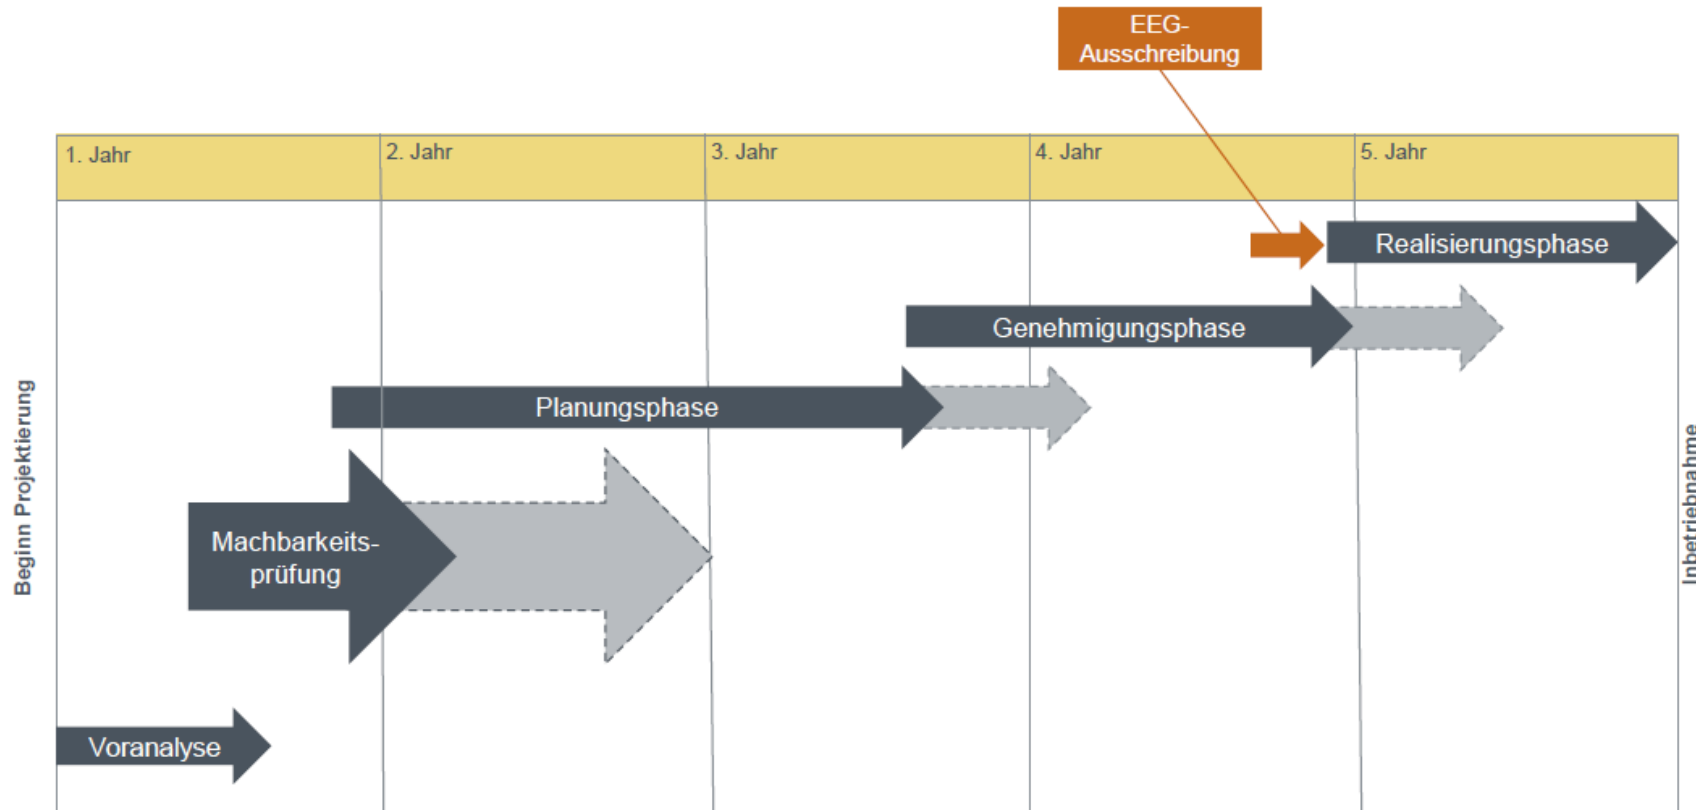 EEG-
Ausschreibung
1. Jahr
2. Jahr
3. Jahr
4. Jahr
5. Jahr
Realisierungsphase
Genehmigungsphase
Planungsphase
Machbarkeits-
prüfung
Voranalyse
Beginn Projektierung
Inbetriebnahme